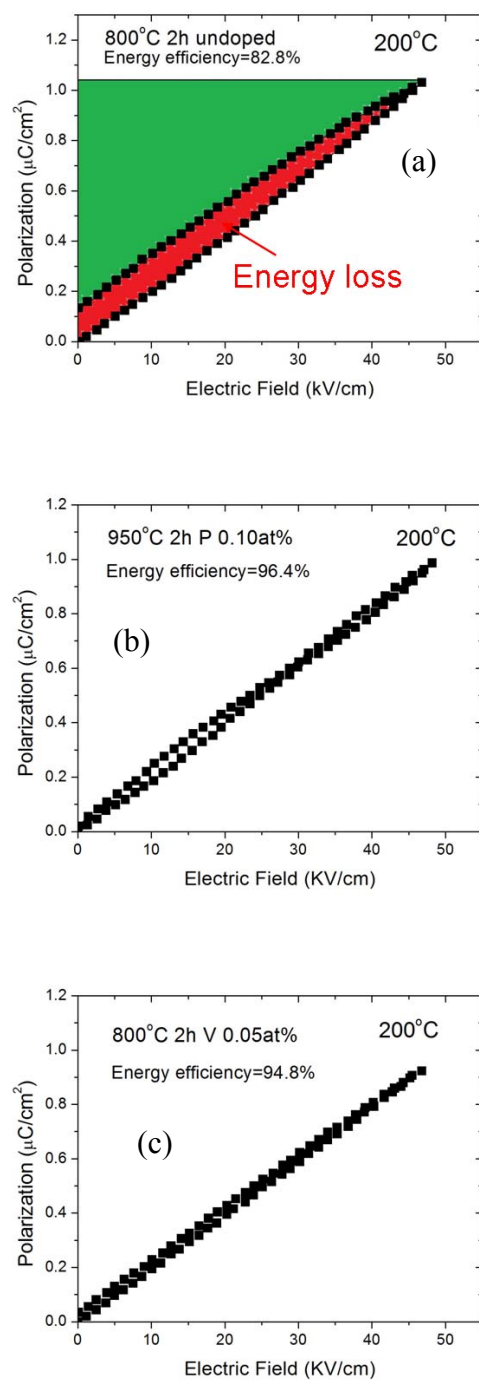 800°C 2h undoped
200°C
Energy efficiency=82.8%
(a)
Energy loss
Polarization (μC/cm²)
1.2
1.0
0.8
0.6
0.4
0.2
0.0
0 10 20 30 40 50
Electric Field (kV/cm)
950°C 2h P 0.10at%
200°C
Energy efficiency=96.4%
(b)
Polarization (μC/cm²)
1.2
1.0
0.8
0.6
0.4
0.2
0.0
0 10 20 30 40 50
Electric Field (KV/cm)
800°C 2h V 0.05at%
200°C
Energy efficiency=94.8%
(c)
Polarization (μC/cm²)
1.2
1.0
0.8
0.6
0.4
0.2
0.0
0 10 20 30 40 50
Electric Field (KV/cm)